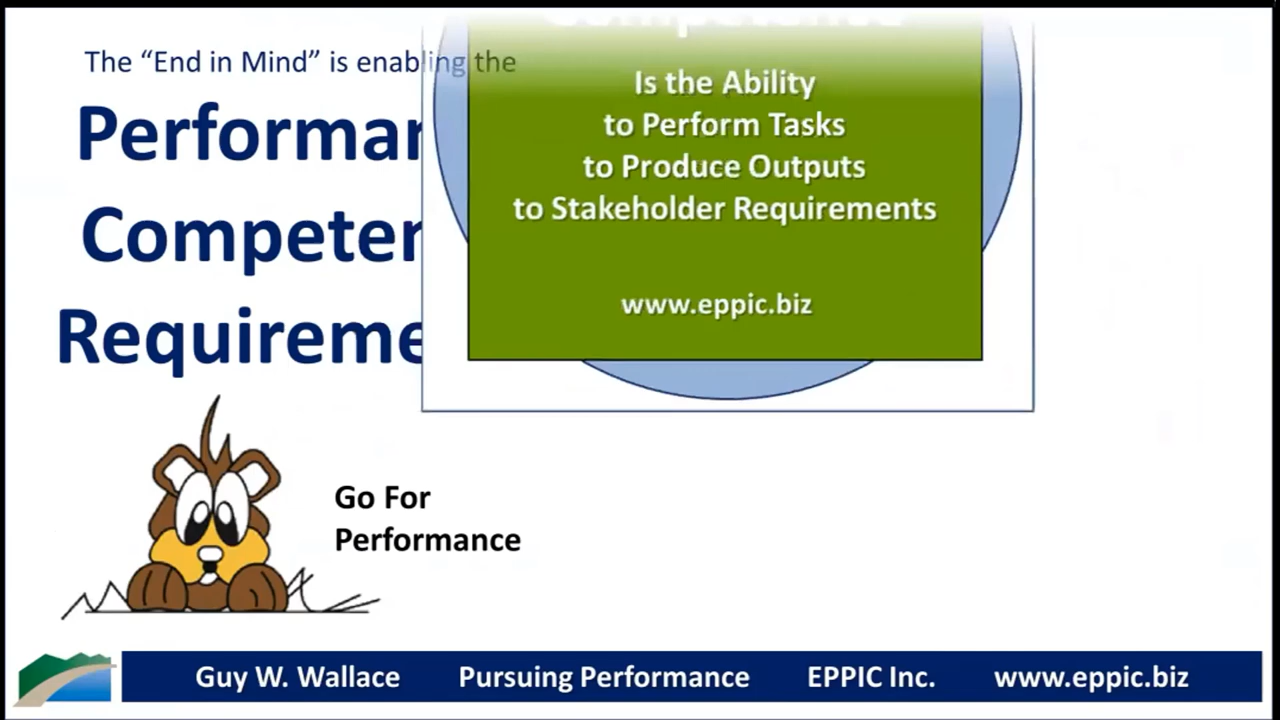 The “End in Mind” is enabling the
Performan
Competen
Requireme
Is the Ability
to Perform Tasks
to Produce Outputs
to Stakeholder Requirements
www.eppic.biz
Go For
Performance
Guy W. Wallace Pursuing Performance EPPIC Inc. www.eppic.biz